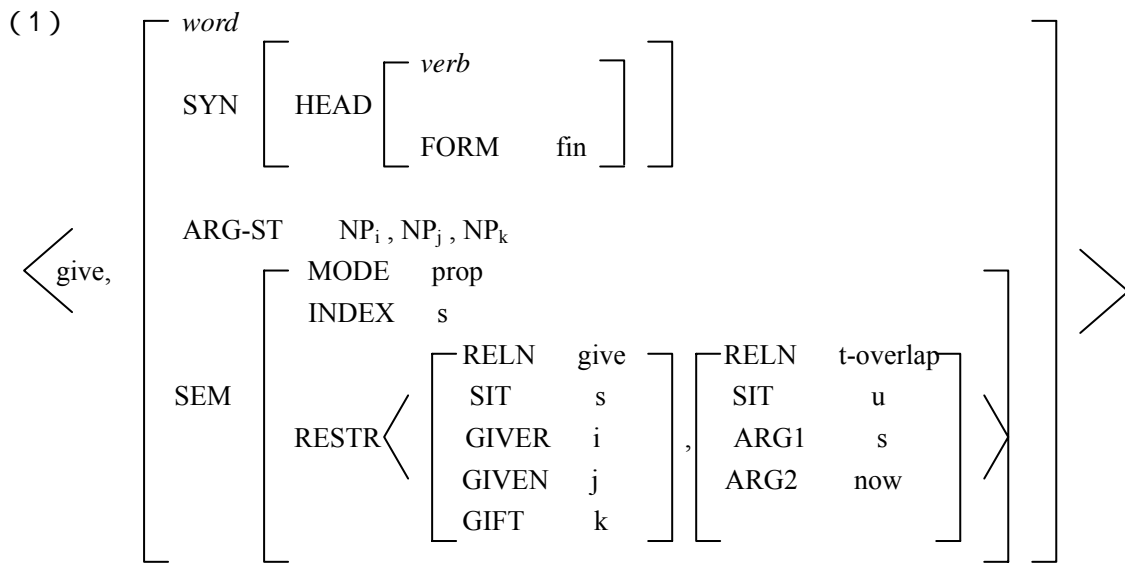 (1)
word
SYN HEAD verb
FORM fin
ARG-ST NPi , NPj , NPk
give,
MODE prop
INDEX s
SEM RESTR
RELN give
SIT s
GIVER i
GIVEN j
GIFT k
,
RELN t-overlap
SIT u
ARG1 s
ARG2 now